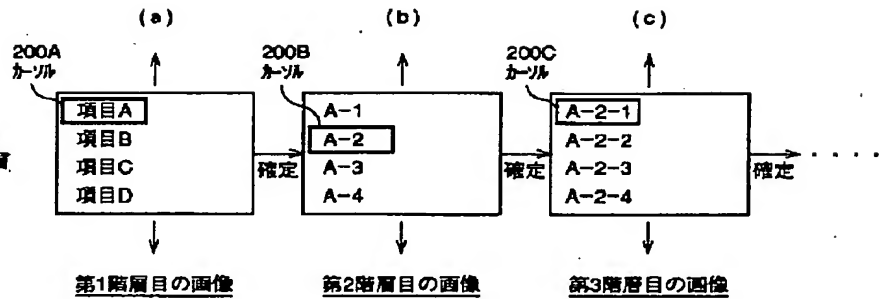 (a)
(b)
(c)
200A
カーソル
200B
カーソル
200C
カーソル
項目A
項目B
項目C
項目D
確定
A-1
A-2
A-3
A-4
確定
A-2-1
A-2-2
A-2-3
A-2-4
確定
第1階層目の画像
第2階層目の画像
第3階層目の画像